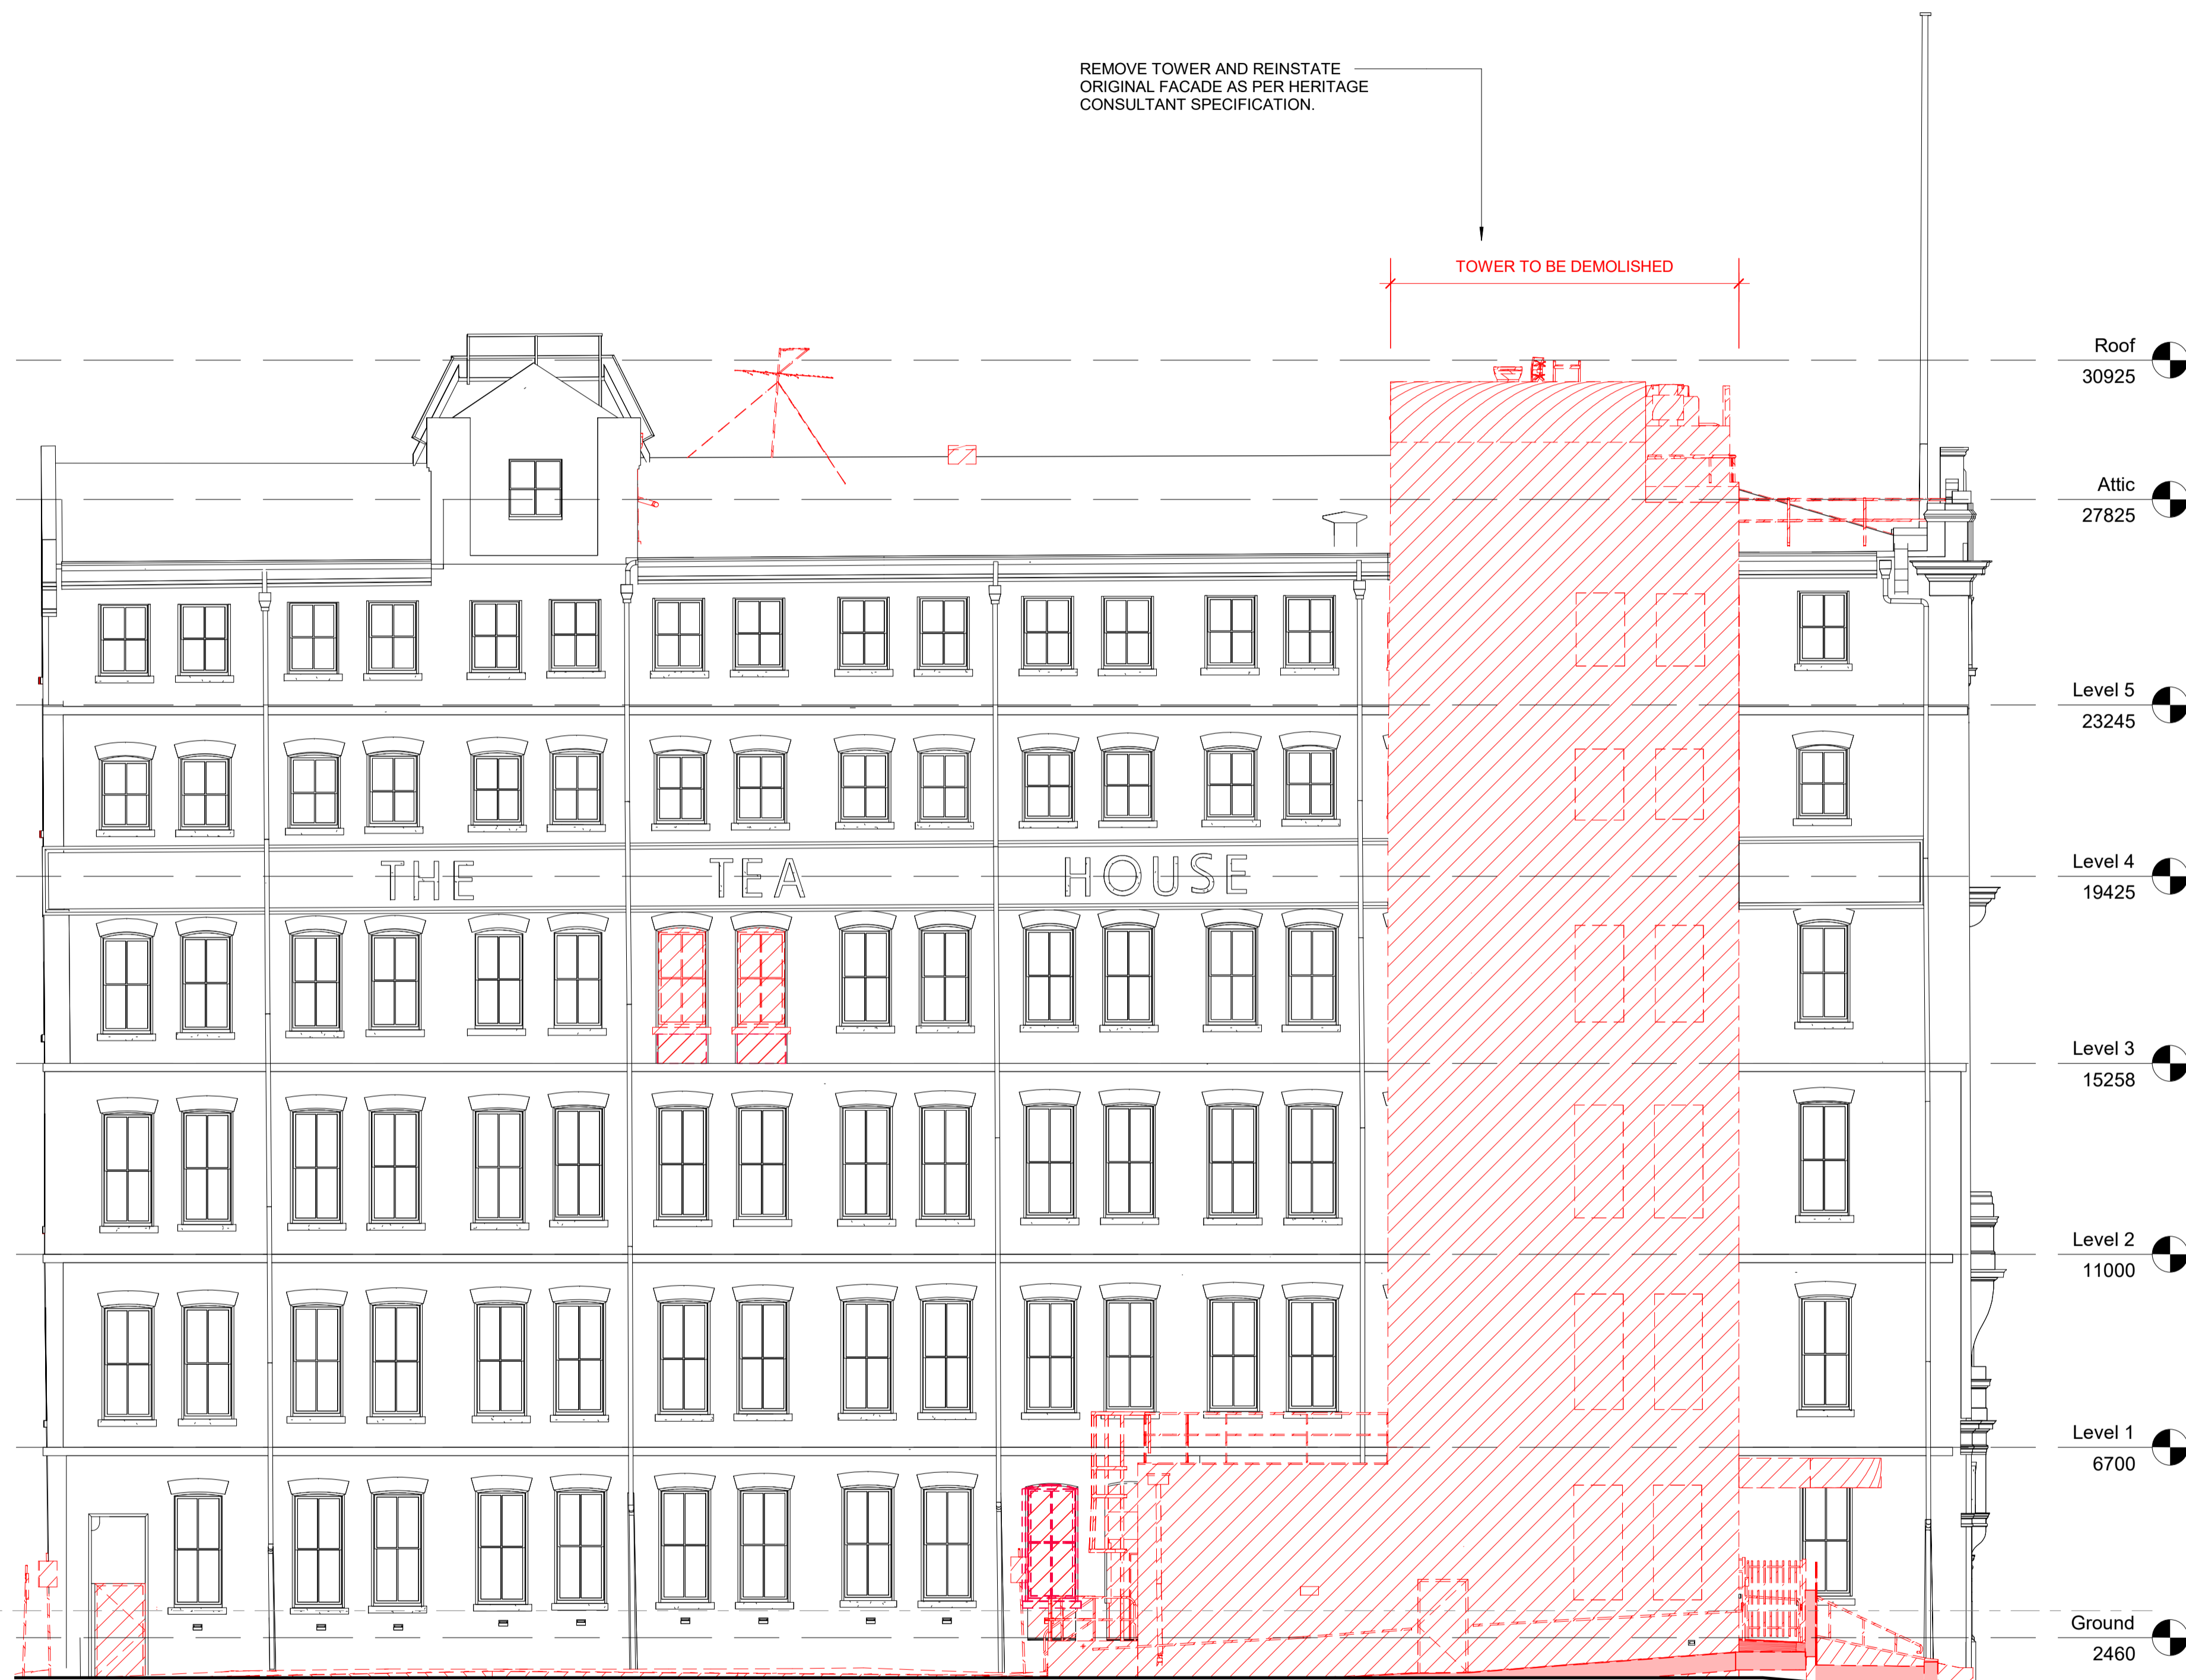 REMOVE TOWER AND REINSTATE
ORIGINAL FACADE AS PER HERITAGE
CONSULTANT SPECIFICATION.
TOWER TO BE DEMOLISHED
Roof
30925
Attic
27825
Level 5
23245
THE TEA HOUSE
Level 4
19425
Level 3
15258
Level 2
11000
Level 1
6700
Ground
2460